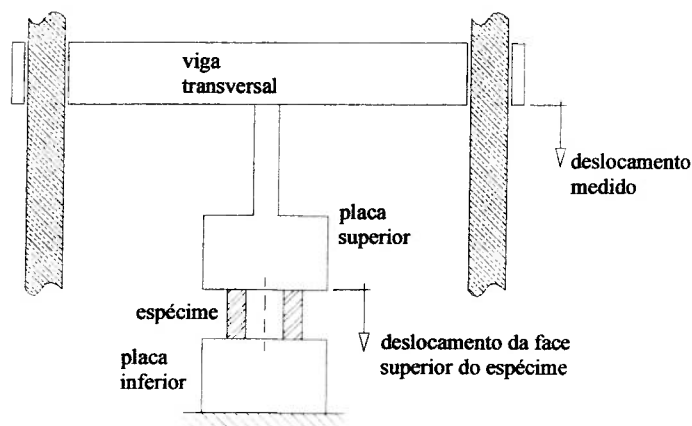 viga
transversal
deslocamento
medido
placa
superior
espécime
deslocamento da face
superior do espécime
placa
inferior